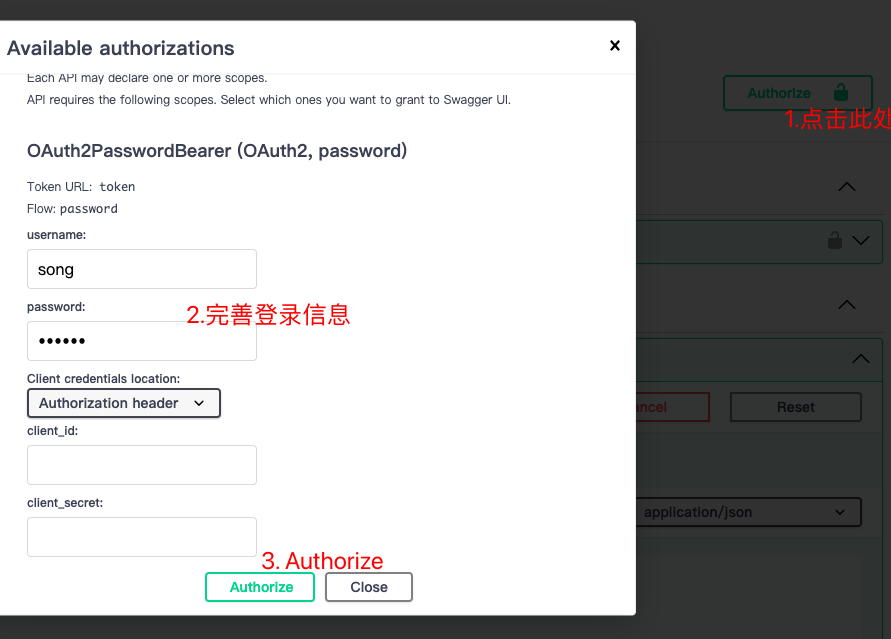 Available authorizations
Each API may declare one or more scopes.
API requires the following scopes. Select which ones you want to grant to Swagger UI.
Authorize
1.点击此处
OAuth2PasswordBearer (OAuth2, password)
Token URL: token
Flow: password
username:
song
password:
2.完善登录信息
••••••
Client credentials location:
Authorization header
ncel
Reset
client_id:
client_secret:
application/json
3. Authorize
Authorize
Close